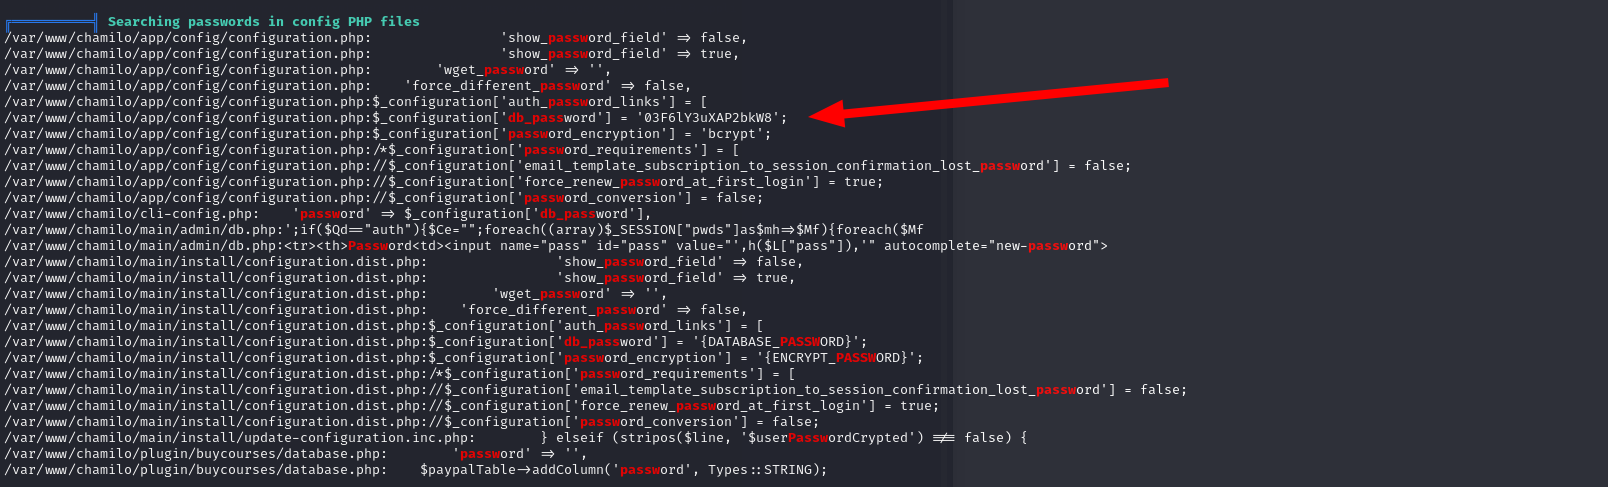 Searching passwords in config PHP files
/var/www/chamilo/app/config/configuration.php:                'show_password_field' => false,
/var/www/chamilo/app/config/configuration.php:                'show_password_field' => true,
/var/www/chamilo/app/config/configuration.php:        'wget_password' => '',
/var/www/chamilo/app/config/configuration.php:    'force_different_password' => false,
/var/www/chamilo/app/config/configuration.php:$_configuration['auth_password_links'] = [
/var/www/chamilo/app/config/configuration.php:$_configuration['db_password'] = '03F6lY3uXAP2bkW8';
/var/www/chamilo/app/config/configuration.php:$_configuration['password_encryption'] = 'bcrypt';
/var/www/chamilo/app/config/configuration.php:/*$_configuration['password_requirements'] = [
/var/www/chamilo/app/config/configuration.php://$_configuration['email_template_subscription_to_session_confirmation_lost_password'] = false;
/var/www/chamilo/app/config/configuration.php://$_configuration['force_renew_password_at_first_login'] = true;
/var/www/chamilo/app/config/configuration.php://$_configuration['password_conversion'] = false;
/var/www/chamilo/cli-config.php:    'password' => $_configuration['db_password'],
/var/www/chamilo/main/admin/db.php:';if($Qd=="auth"){$Ce="";foreach((array)$_SESSION["pwds"]as$mh=>$Mf){foreach($Mf
/var/www/chamilo/main/admin/db.php:<tr><th>Password<td><input name="pass" id="pass" value="',h($L["pass"]),'" autocomplete="new-password">
/var/www/chamilo/main/install/configuration.dist.php:                'show_password_field' => false,
/var/www/chamilo/main/install/configuration.dist.php:                'show_password_field' => true,
/var/www/chamilo/main/install/configuration.dist.php:        'wget_password' => '',
/var/www/chamilo/main/install/configuration.dist.php:    'force_different_password' => false,
/var/www/chamilo/main/install/configuration.dist.php:$_configuration['auth_password_links'] = [
/var/www/chamilo/main/install/configuration.dist.php:$_configuration['db_password'] = '{DATABASE_PASSWORD}';
/var/www/chamilo/main/install/configuration.dist.php:$_configuration['password_encryption'] = '{ENCRYPT_PASSWORD}';
/var/www/chamilo/main/install/configuration.dist.php:/*$_configuration['password_requirements'] = [
/var/www/chamilo/main/install/configuration.dist.php://$_configuration['email_template_subscription_to_session_confirmation_lost_password'] = false;
/var/www/chamilo/main/install/configuration.dist.php://$_configuration['force_renew_password_at_first_login'] = true;
/var/www/chamilo/main/install/configuration.dist.php://$_configuration['password_conversion'] = false;
/var/www/chamilo/main/install/update-configuration.inc.php:        } elseif (stripos($line, '$userPasswordCrypted') !== false) {
/var/www/chamilo/plugin/buycourses/database.php:        'password' => '',
/var/www/chamilo/plugin/buycourses/database.php:    $paypalTable->addColumn('password', Types::STRING);